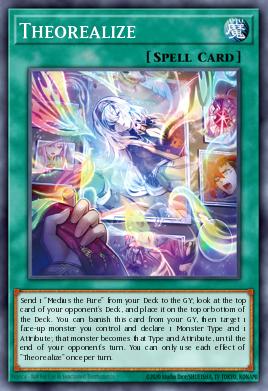 THEOREALIZE
魔
[ SPELL CARD ]
Send 1 "Medius the Pure" from your Deck to the GY, look at the
top card of your opponent's Deck, and place it on the top or bottom of
the Deck. You can banish this card from your GY, then target 1
face-up monster you control and declare 1 Monster Type and 1
Attribute; that monster becomes that Type and Attribute, until the
end of your opponent's turn. You can only use each effect of
"Theorealize" once per turn.